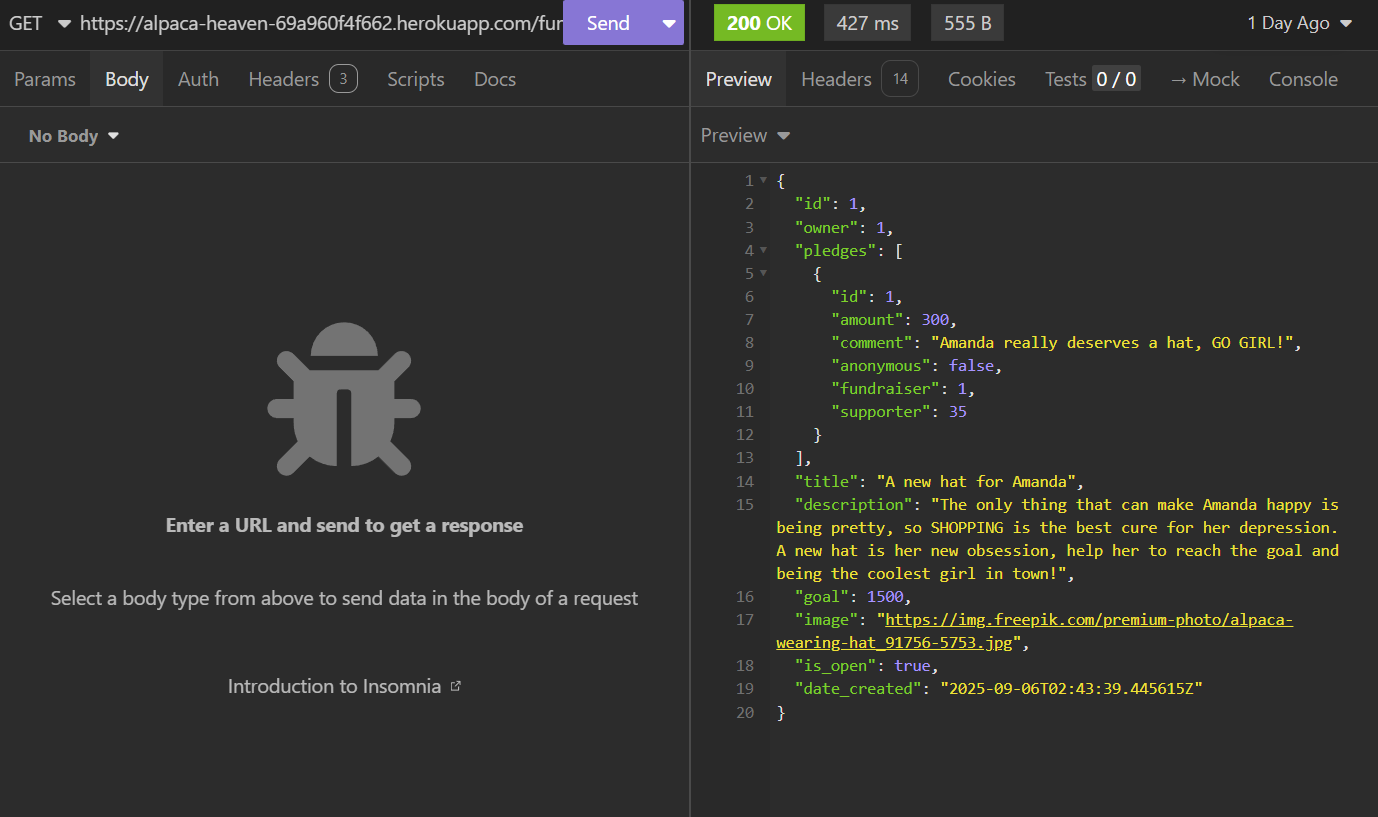 GET https://alpaca-heaven-69a960f4f662.herokuapp.com/fur Send 200 OK 427 ms 555 B 1 Day Ago
Params Body Auth Headers 3 Scripts Docs Preview Headers 14 Cookies Tests 0 / 0 → Mock Console
No Body Preview
1 {
2 "id": 1,
3 "owner": 1,
4 "pledges": [
5 {
6 "id": 1,
7 "amount": 300,
8 "comment": "Amanda really deserves a hat, GO GIRL!",
9 "anonymous": false,
10 "fundraiser": 1,
11 "supporter": 35
12 }
13 ],
14 "title": "A new hat for Amanda",
15 "description": "The only thing that can make Amanda happy is
being pretty, so SHOPPING is the best cure for her depression.
A new hat is her new obsession, help her to reach the goal and
being the coolest girl in town!",
16 "goal": 1500,
17 "image": "https://img.freepik.com/premium-photo/alpaca-
wearing-hat_91756-5753.jpg",
18 "is_open": true,
19 "date_created": "2025-09-06T02:43:39.445615Z"
20 }
Enter a URL and send to get a response
Select a body type from above to send data in the body of a request
Introduction to Insomnia